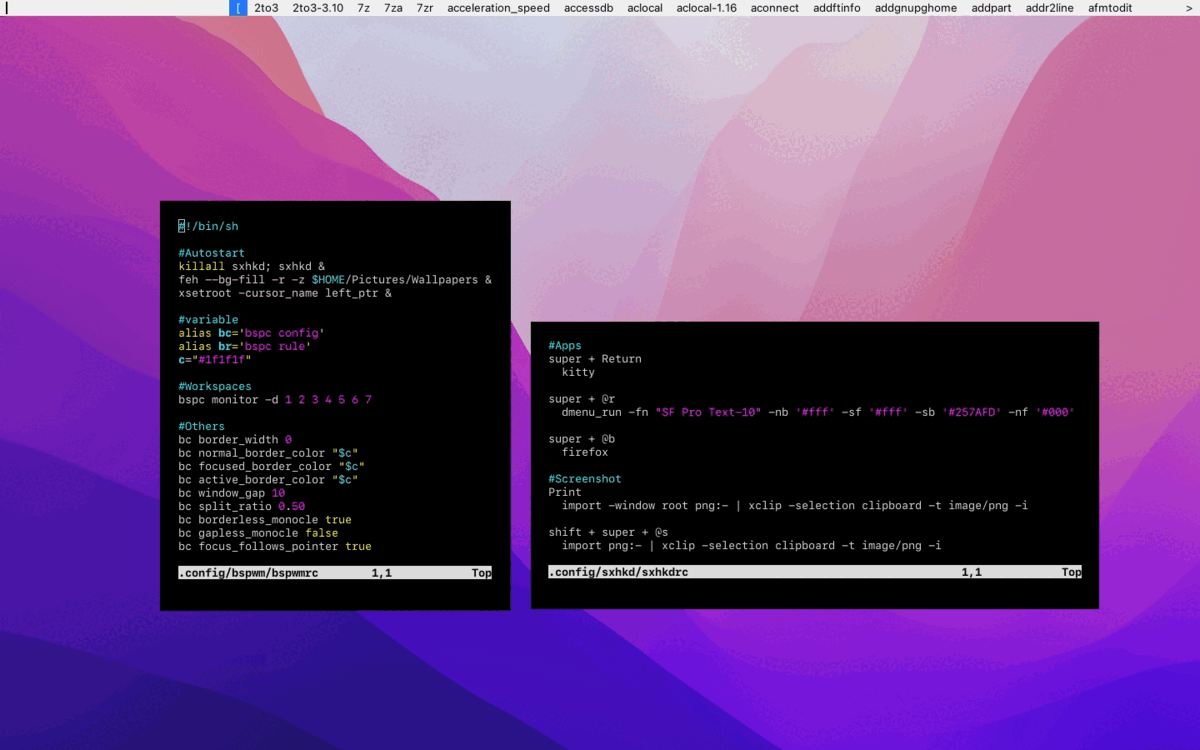 [ 2to3 2to3-3.10 7z 7za 7zr acceleration_speed accessdb aclocal aclocal-1.16 aconnect addftinfo addgnupghome addpart addr2line afmtodit >
#!/bin/sh
#Autostart
killall sxhkd; sxhkd &
feh --bg-fill -r -z $HOME/Pictures/Wallpapers &
xsetroot -cursor_name left_ptr &
#variable
alias bc='bspc config'
alias br='bspc rule'
c="#1f1f1f"
#Workspaces
bspc monitor -d 1 2 3 4 5 6 7
#Others
bc border_width 0
bc normal_border_color "$c"
bc focused_border_color "$c"
bc active_border_color "$c"
bc window_gap 10
bc split_ratio 0.50
bc borderless_monocle true
bc gapless_monocle false
bc focus_follows_pointer true
.config/bspwm/bspwmrc 1,1 Top
#Apps
super + Return
kitty
super + @r
dmenu_run -fn "SF Pro Text-10" -nb '#fff' -sf '#fff' -sb '#257AFD' -nf '#000'
super + @b
firefox
#Screenshot
Print
import -window root png:- | xclip -selection clipboard -t image/png -i
shift + super + @s
import png:- | xclip -selection clipboard -t image/png -i
.config/sxhkd/sxhkdrc 1,1 Top